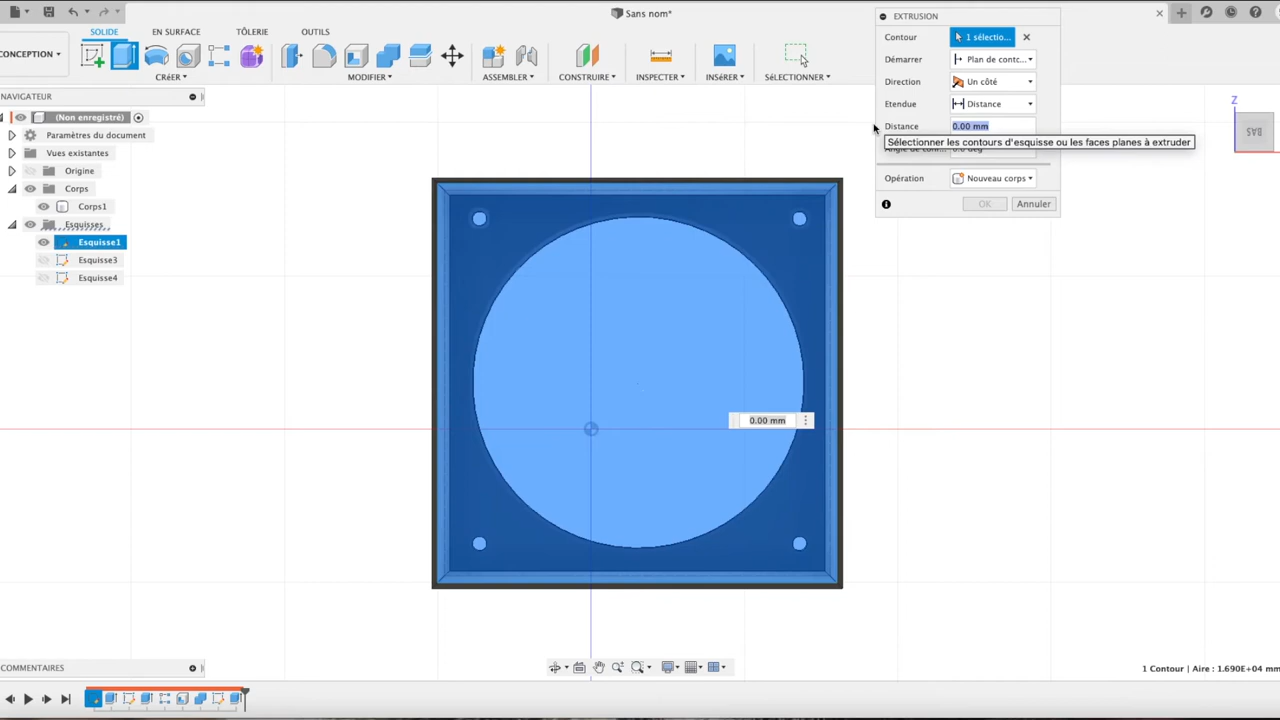 Sans nom*
SOLIDE EN SURFACE TÔLERIE OUTILS
CONCEPTION
CRÉER MODIFIER ASSEMBLER CONSTRUIRE INSPECTER INSÉRER SÉLECTIONNER
NAVIGATEUR
(Non enregistré)
Paramètres du document
Vues existantes
Origine
Corps
Corps1
Esquisses
Esquisse1
Esquisse3
Esquisse4
EXTRUSION
Contour 1 sélectio...
Démarrer Plan de contc...
Direction Un côté
Etendue Distance
Distance 0.00 mm
Sélectionner les contours d'esquisse ou les faces planes à extruder
Opération Nouveau corps
OK Annuler
Z
BAS
0.00 mm
COMMENTAIRES
1 Contour | Aire : 1.690E+04 mm